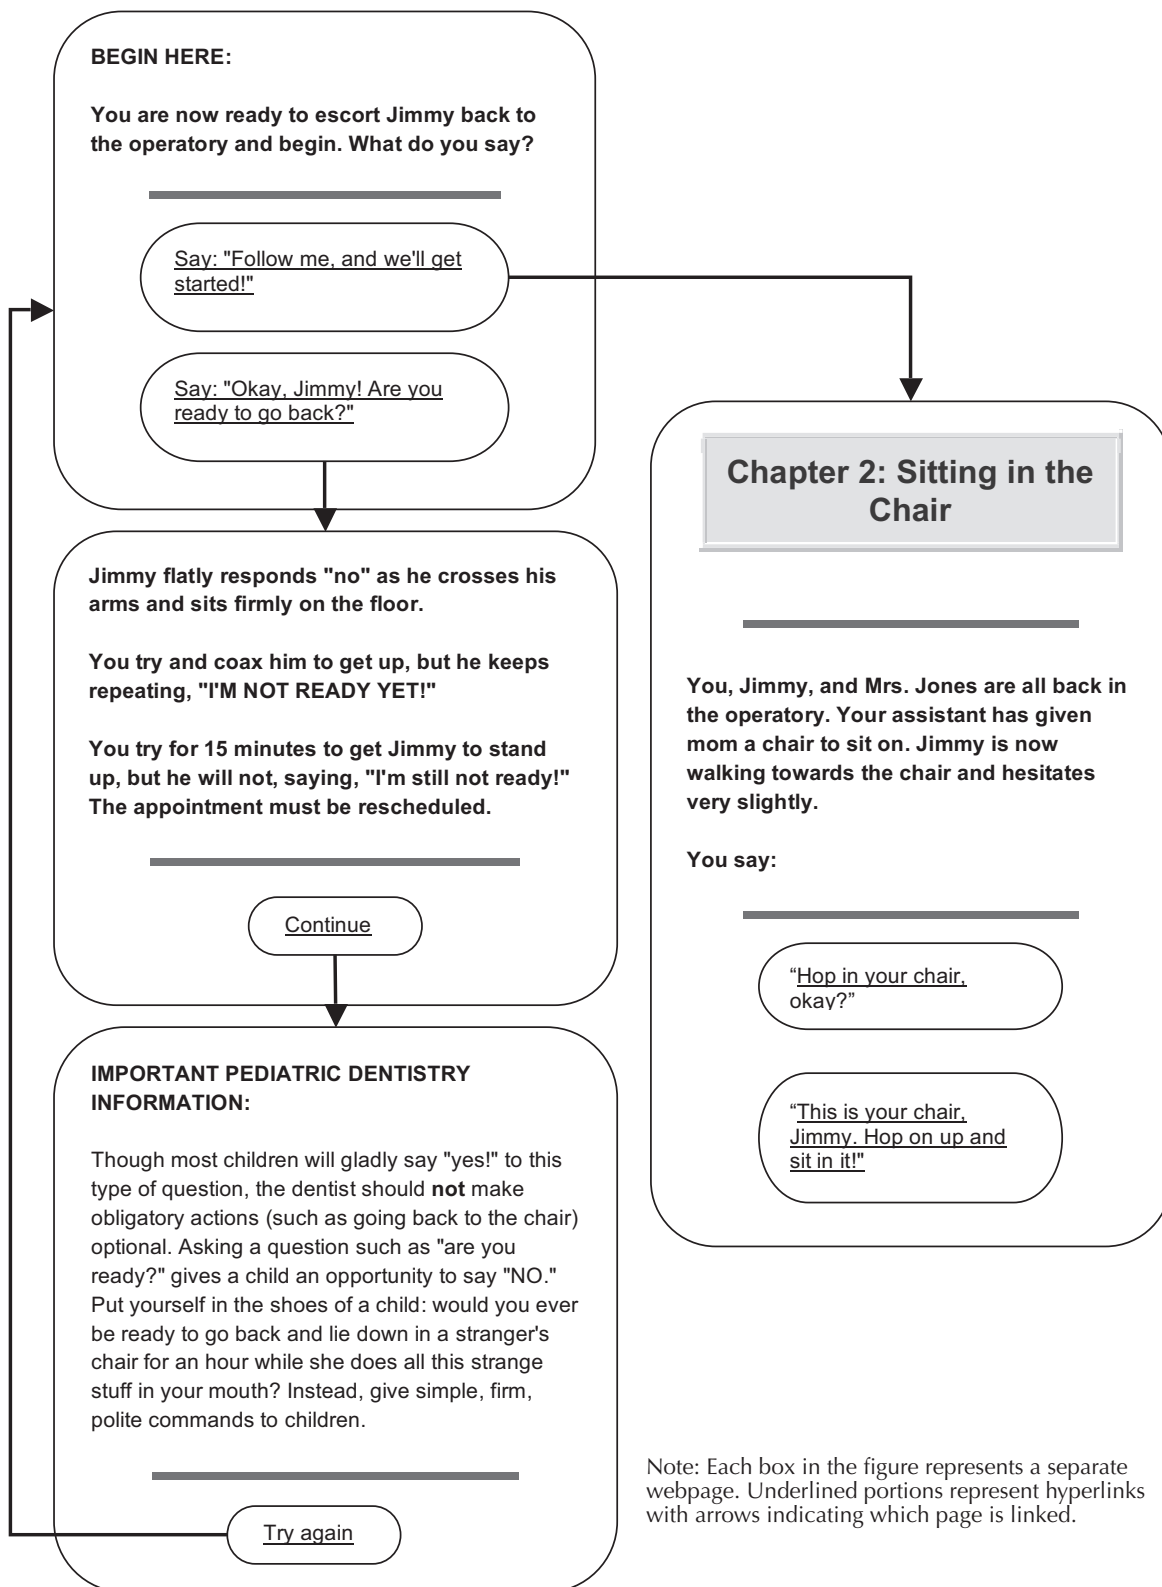 BEGIN HERE:
You are now ready to escort Jimmy back to
the operatory and begin. What do you say?
Say: "Follow me, and we'll get
started!"
Say: "Okay, Jimmy! Are you
ready to go back?"
Jimmy flatly responds "no" as he crosses his
arms and sits firmly on the floor.
You try and coax him to get up, but he keeps
repeating, "I'M NOT READY YET!"
You try for 15 minutes to get Jimmy to stand
up, but he will not, saying, "I'm still not ready!"
The appointment must be rescheduled.
Continue
IMPORTANT PEDIATRIC DENTISTRY
INFORMATION:
Though most children will gladly say "yes!" to this
type of question, the dentist should not make
obligatory actions (such as going back to the chair)
optional. Asking a question such as "are you
ready?" gives a child an opportunity to say "NO."
Put yourself in the shoes of a child: would you ever
be ready to go back and lie down in a stranger's
chair for an hour while she does all this strange
stuff in your mouth? Instead, give simple, firm,
polite commands to children.
Try again
Chapter 2: Sitting in the
Chair
You, Jimmy, and Mrs. Jones are all back in
the operatory. Your assistant has given
mom a chair to sit on. Jimmy is now
walking towards the chair and hesitates
very slightly.
You say:
“Hop in your chair,
okay?”
“This is your chair,
Jimmy. Hop on up and
sit in it!"
Note: Each box in the figure represents a separate
webpage. Underlined portions represent hyperlinks
with arrows indicating which page is linked.